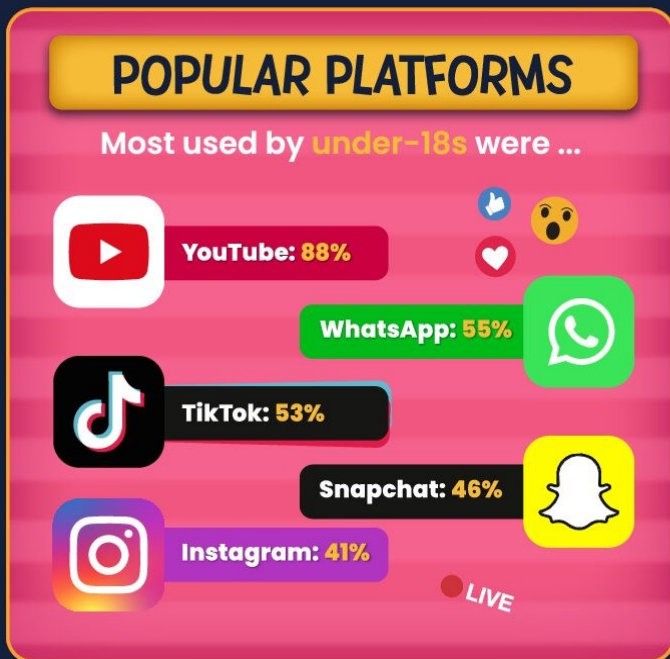 POPULAR PLATFORMS
Most used by under-18s were ...
YouTube: 88%
WhatsApp: 55%
TikTok: 53%
Snapchat: 46%
Instagram: 41%
LIVE